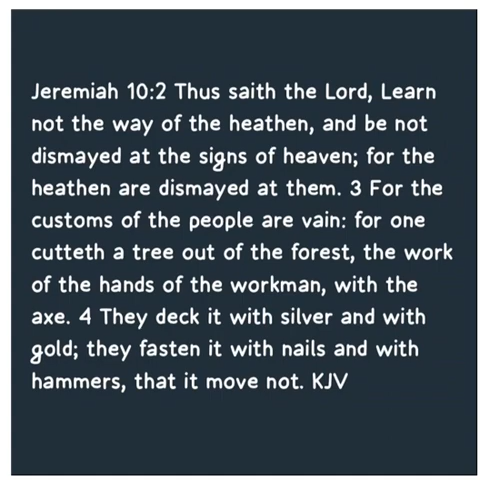 Jeremiah 10:2 Thus saith the Lord, Learn
not the way of the heathen, and be not
dismayed at the signs of heaven; for the
heathen are dismayed at them. 3 For the
customs of the people are vain: for one
cutteth a tree out of the forest, the work
of the hands of the workman, with the
axe. 4 They deck it with silver and with
gold; they fasten it with nails and with
hammers, that it move not. KJV